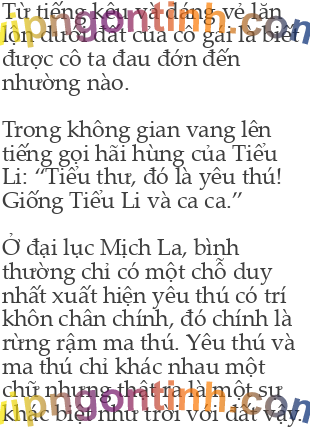 Từ tiếng kêu và dáng vẻ lăn
lộn dưới đất của cô gái là biết
được cô ta đau đớn đến
nhường nào.
Trong không gian vang lên
tiếng gọi hãi hùng của Tiểu
Li: “Tiểu thư, đó là yêu thú!
Giống Tiểu Li và ca ca.”
Ở đại lục Mịch La, bình
thường chỉ có một chỗ duy
nhất xuất hiện yêu thú có trí
khôn chân chính, đó chính là
rừng rậm ma thú. Yêu thú và
ma thú chỉ khác nhau một
chữ nhưng thật ra là một sự
khác biệt như trời với đất vậy.
vipngontinh.com
vipngontinh.com